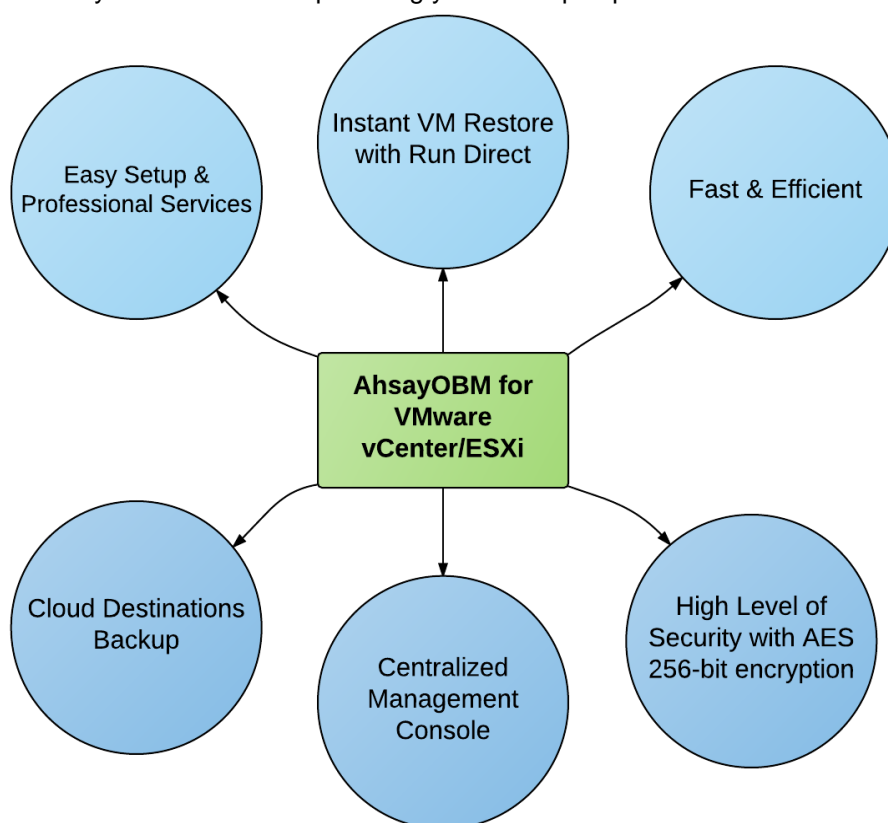 Instant VM Restore
with Run Direct
Easy Setup &
Professional Services
Fast & Efficient
AhsayOBM for
VMware
vCenter/ESXi
Cloud Destinations
Backup
High Level of
Security with AES
256-bit encryption
Centralized
Management
Console